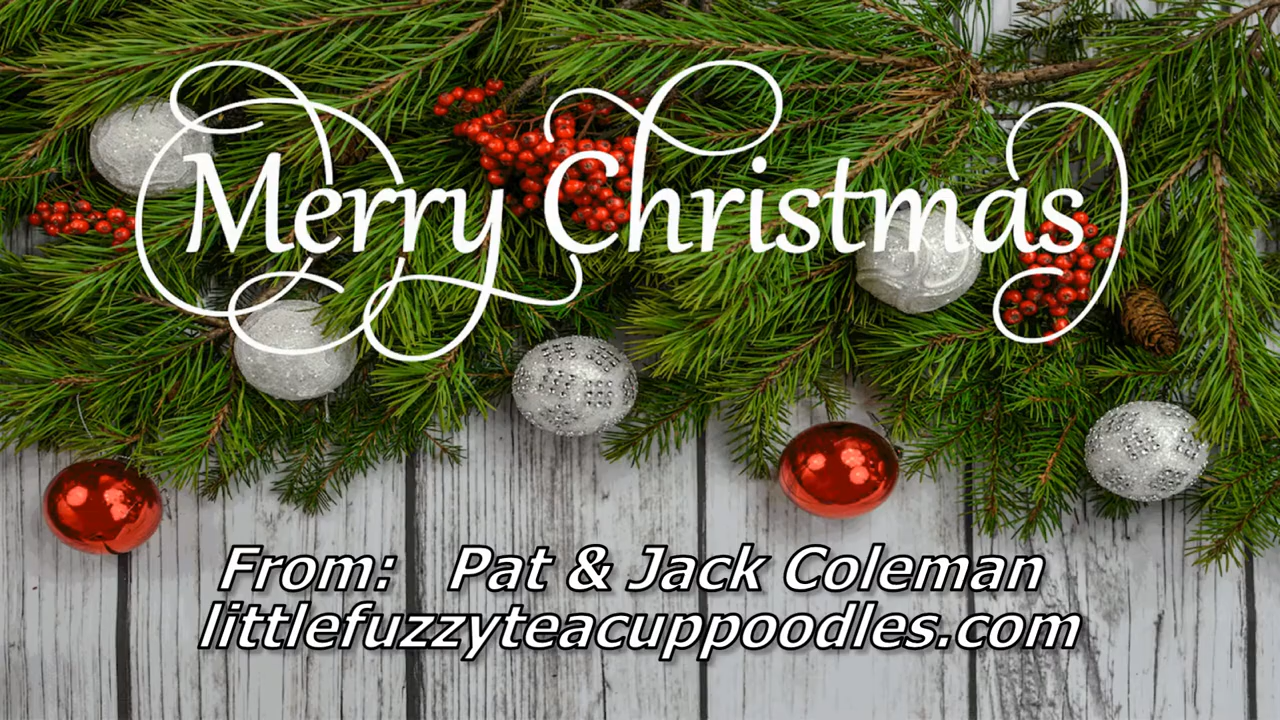 Merry Christmas
From: Pat & Jack Coleman
littlefuzzyteacuppoodles.com